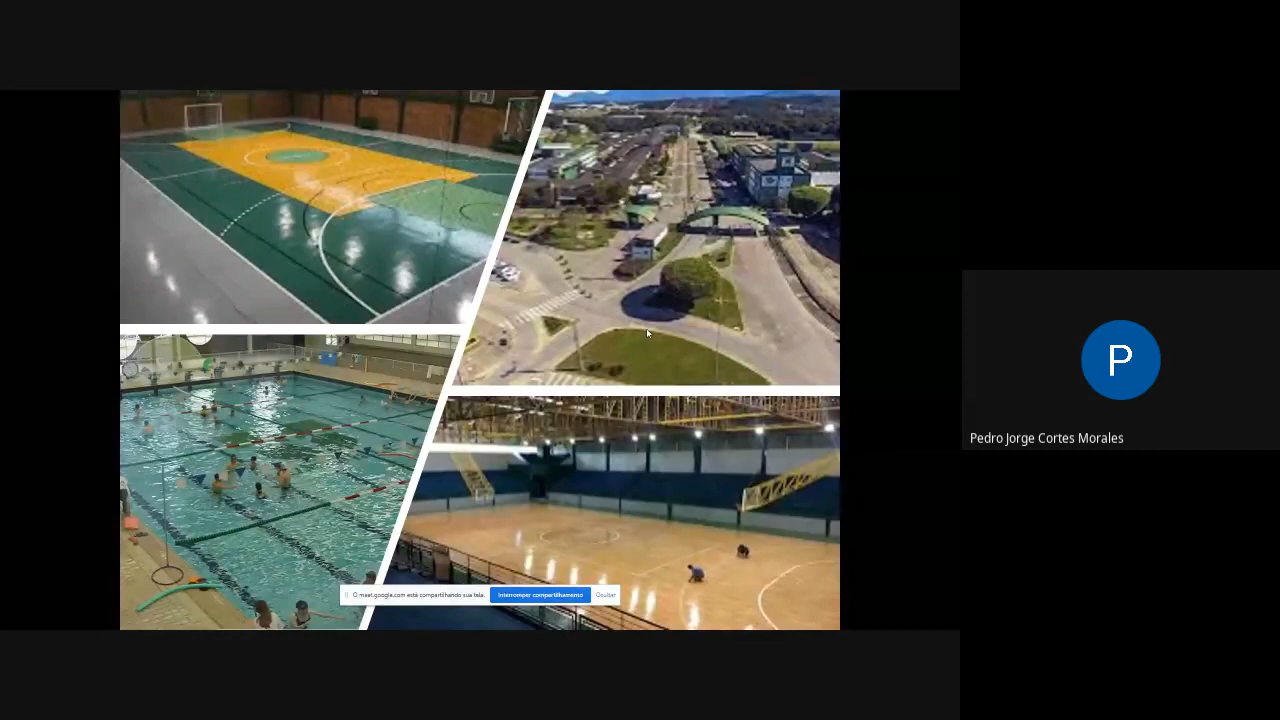 O meet.google.com está compartilhando sua tela.
Interromper compartilhamento
Ocultar
P
Pedro Jorge Cortes Morales